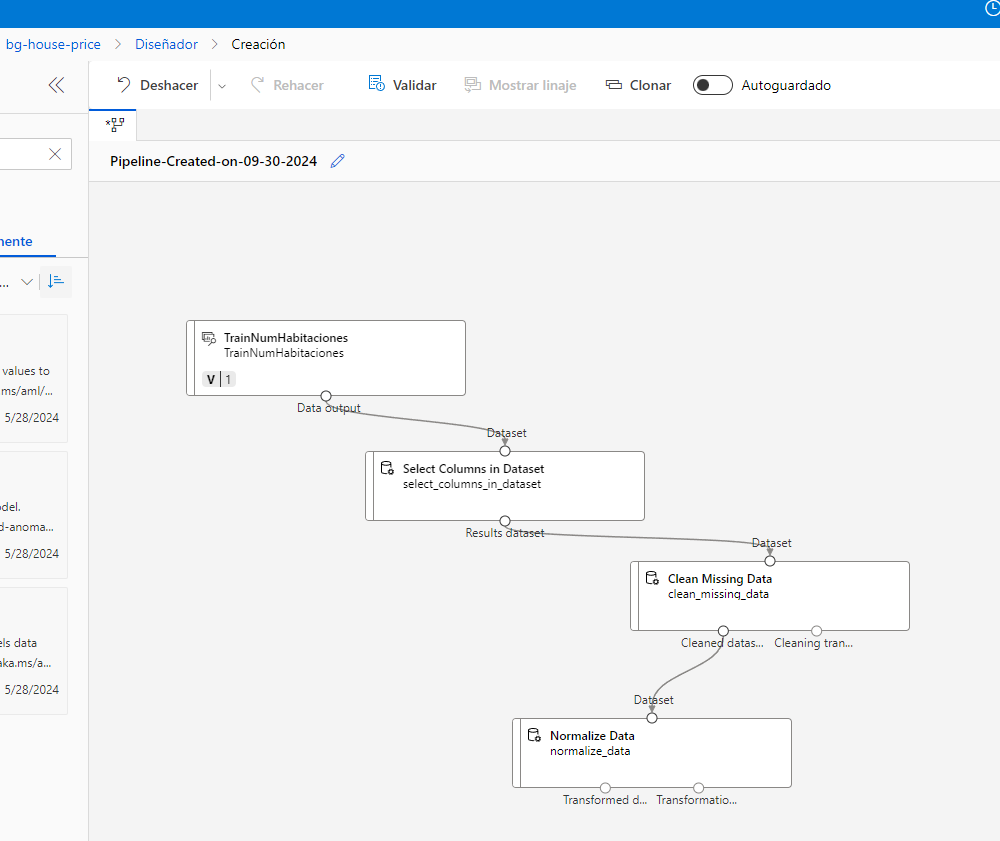 bg-house-price > Diseñador > Creación
Deshacer Rehacer Validar Mostrar linaje Clonar Autoguardado
Pipeline-Created-on-09-30-2024
nente
...
values to
ms/aml/...
5/28/2024
odel.
d-anoma...
5/28/2024
els data
aka.ms/a...
5/28/2024
TrainNumHabitaciones
TrainNumHabitaciones
V 1
Data output
Dataset
Select Columns in Dataset
select_columns_in_dataset
Results dataset
Dataset
Clean Missing Data
clean_missing_data
Cleaned datas... Cleaning tran...
Dataset
Normalize Data
normalize_data
Transformed d... Transformatio...